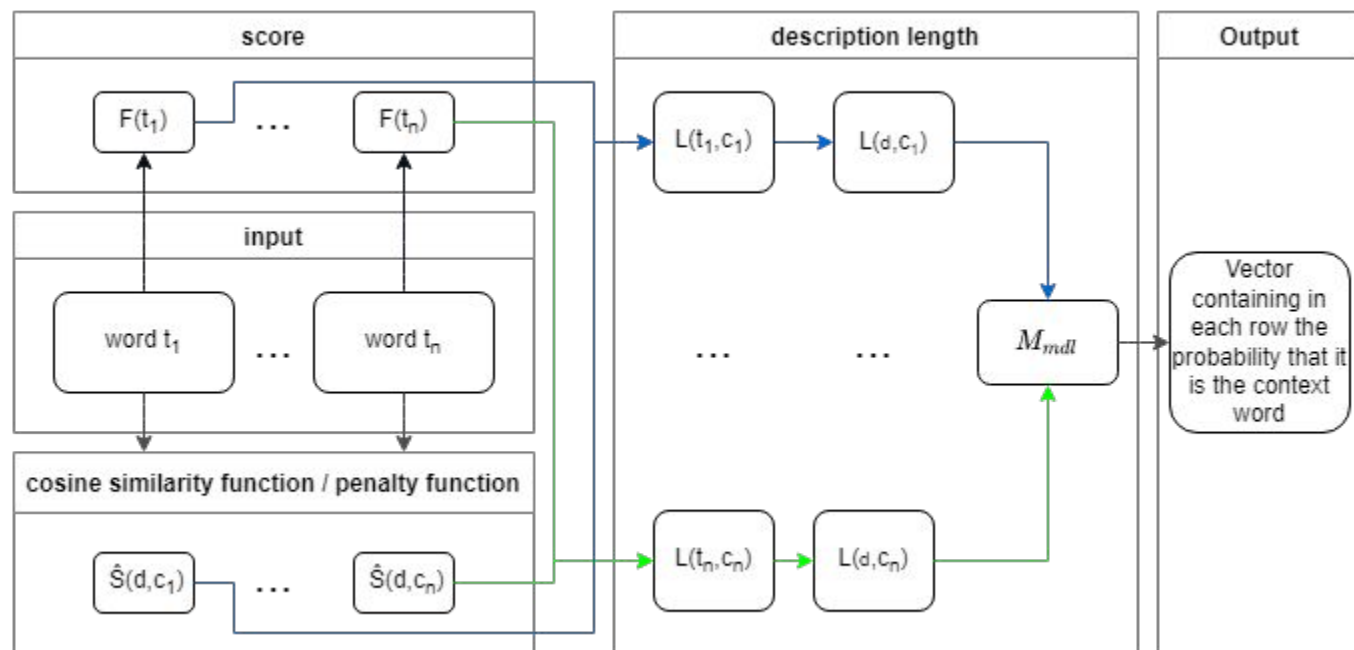 score
F(t₁)
...
F(tₙ)
input
word t₁
...
word tₙ
cosine similarity function / penalty function
Ŝ(d,c₁)
...
Ŝ(d,cₙ)
description length
L(t₁,c₁)
L(d,c₁)
...
...
M_mdl
L(tₙ,cₙ)
L(d,cₙ)
Output
Vector
containing in
each row the
probability that it
is the context
word